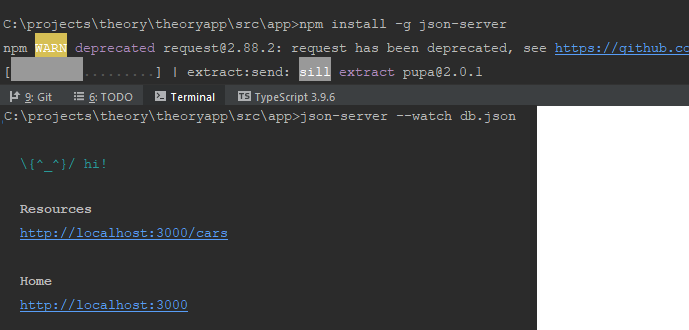 C:\projects\theory\theoryapp\src\app>npm install -g json-server
npm WARN deprecated request@2.88.2: request has been deprecated, see https://github.co
[ .........] | extract:send: sill extract pupa@2.0.1
9: Git 6: TODO Terminal TS TypeScript 3.9.6
C:\projects\theory\theoryapp\src\app>json-server --watch db.json
\{^_^}/ hi!
Resources
http://localhost:3000/cars
Home
http://localhost:3000